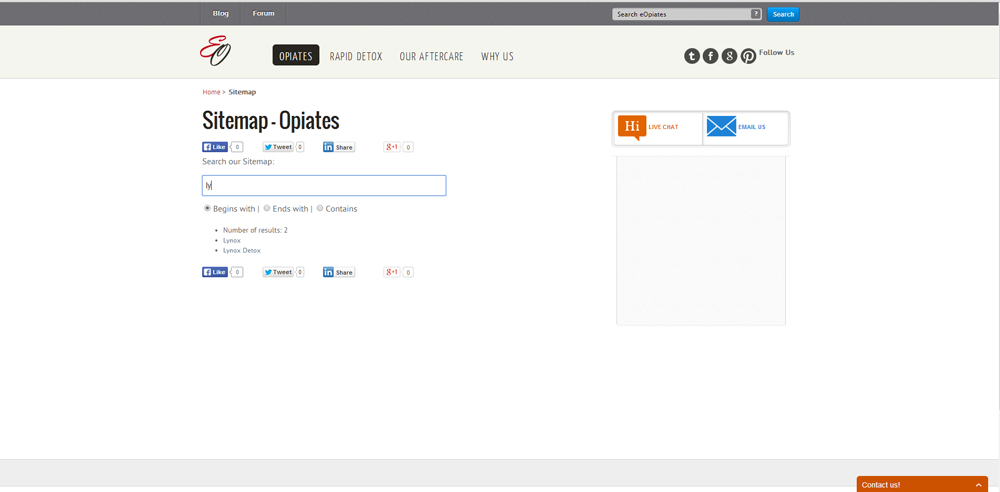 Blog Forum Search eOpiates ? Search
EO
OPIATES RAPID DETOX OUR AFTERCARE WHY US t f g Follow Us
Home > Sitemap
Sitemap - Opiates
Hi LIVE CHAT EMAIL US
f Like 0 Tweet 0 in Share g+1 0
Search our Sitemap:
ly
Begins with | Ends with | Contains
Number of results: 2
Lynox
Lynox Detox
f Like 0 Tweet 0 in Share g+1 0
Contact us!